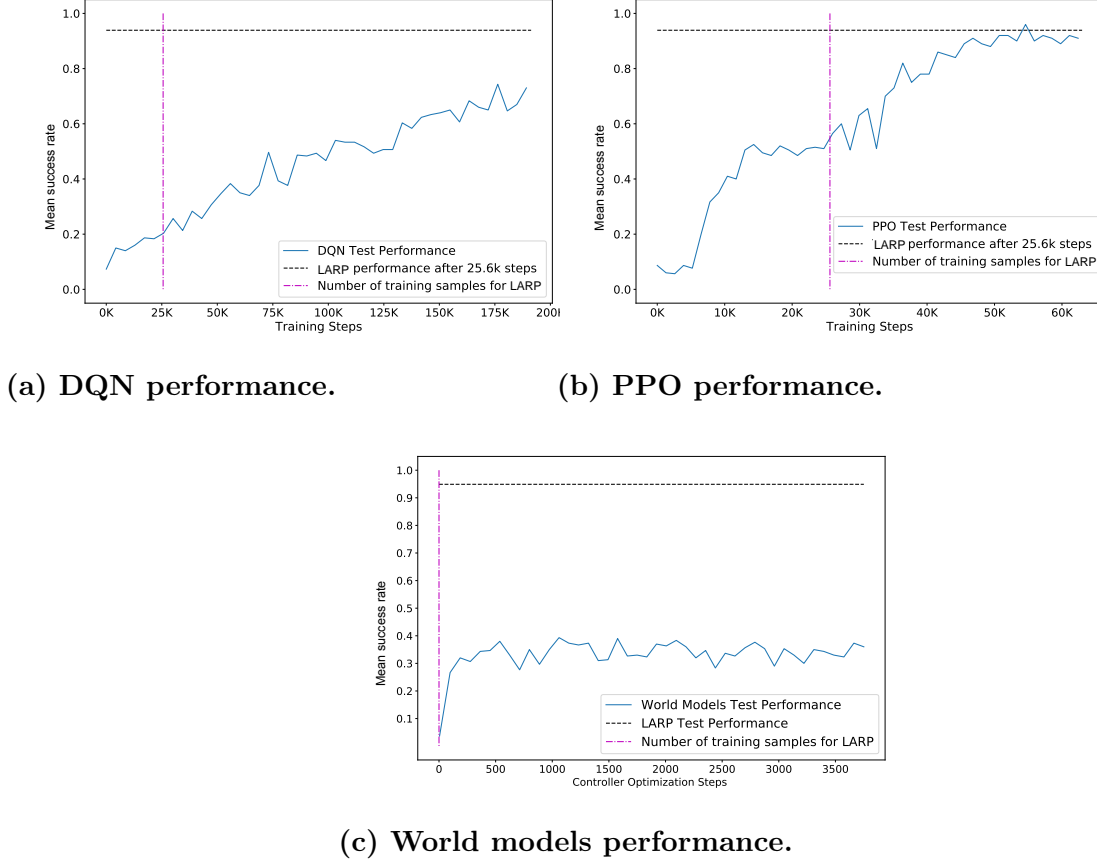 1.0
0.8
0.6
0.4
0.2
0.0
Mean success rate
DQN Test Performance
LARP performance after 25.6k steps
Number of training samples for LARP
0K 25K 50K 75K 100K 125K 150K 175K 200
Training Steps
(a) DQN performance.
1.0
0.8
0.6
0.4
0.2
0.0
Mean success rate
PPO Test Performance
LARP performance after 25.6k steps
Number of training samples for LARP
0K 10K 20K 30K 40K 50K 60K
Training Steps
(b) PPO performance.
1.0
0.9
0.8
0.7
0.6
0.5
0.4
0.3
0.2
0.1
Mean success rate
World Models Test Performance
LARP Test Performance
Number of training samples for LARP
0 500 1000 1500 2000 2500 3000 3500
Controller Optimization Steps
(c) World models performance.